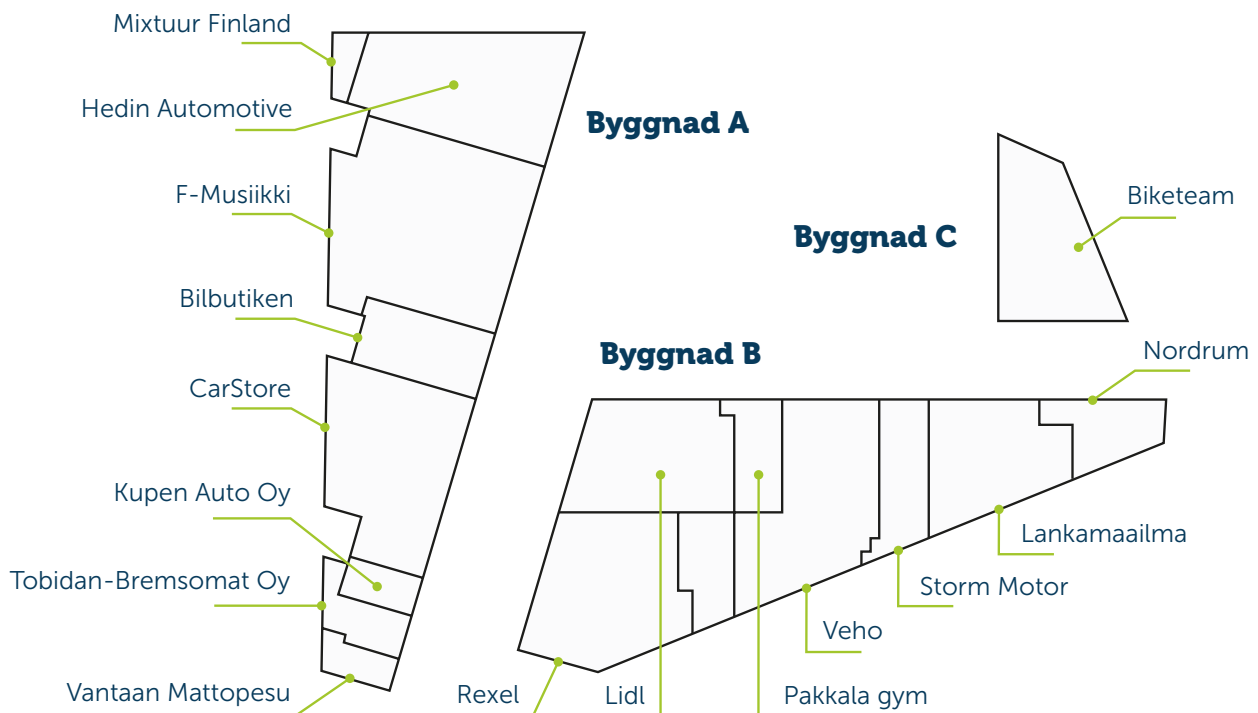 Mixtuur Finland
Hedin Automotive
Byggnad A
F-Musiikki
Bilbutiken
CarStore
Kupen Auto Oy
Tobidan-Bremsomat Oy
Vantaan Mattopesu
Byggnad C
Biketeam
Byggnad B
Nordrum
Lankamaailma
Storm Motor
Veho
Rexel
Lidl
Pakkala gym